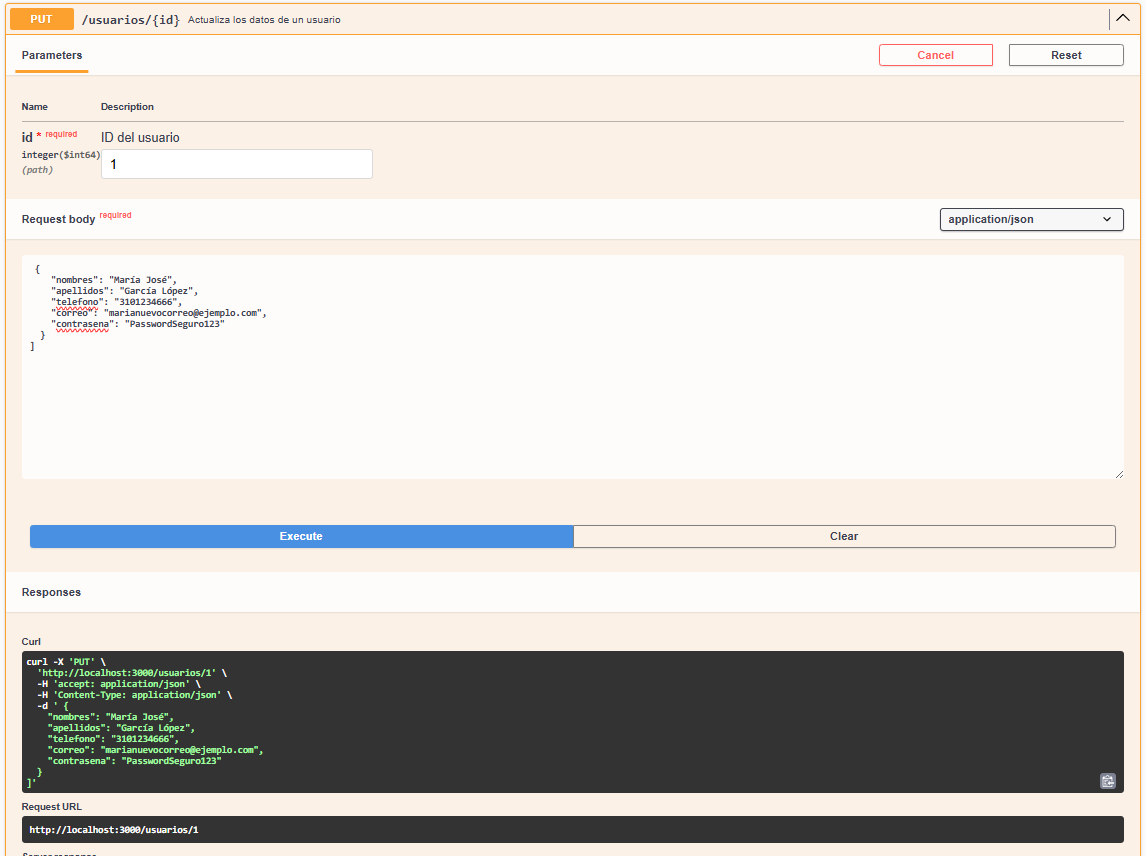 PUT /usuarios/{id} Actualiza los datos de un usuario
Parameters Cancel Reset
Name Description
id * required ID del usuario
integer($int64) 1
(path)
Request body required application/json
{
"nombres": "María José",
"apellidos": "García López",
"telefono": "3101234666",
"correo": "marianuevocorreo@ejemplo.com",
"contrasena": "PasswordSeguro123"
}
]
Execute Clear
Responses
Curl
curl -X 'PUT' \
'http://localhost:3000/usuarios/1' \
-H 'accept: application/json' \
-H 'Content-Type: application/json' \
-d ' {
"nombres": "María José",
"apellidos": "García López",
"telefono": "3101234666",
"correo": "marianuevocorreo@ejemplo.com",
"contrasena": "PasswordSeguro123"
}
]'
Request URL
http://localhost:3000/usuarios/1